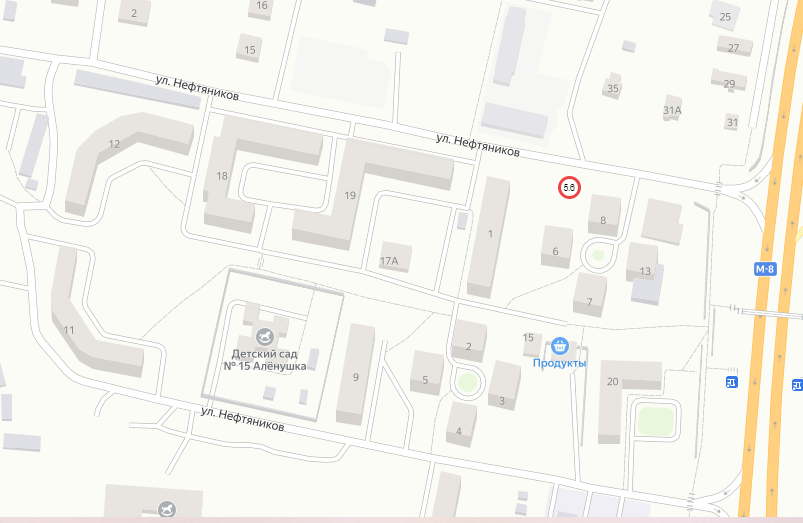 16
2
25
15
27
ул. Нефтяников
29
35
31А
31
12
ул. Нефтяников
18
5.6
19
8
1
6
17А
М-8
13
7
11
15
2
Детский сад
№ 15 Алёнушка
Продукты
9
5
20
3
ул. Нефтяников
4